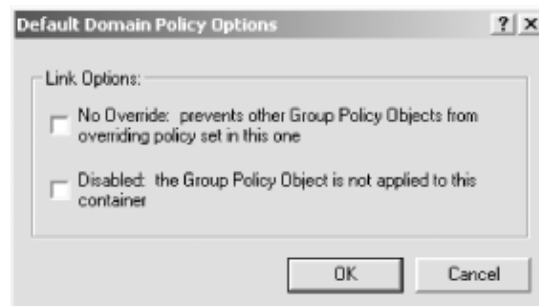 Default Domain Policy Options
Link Options:
No Override: prevents other Group Policy Objects from
overriding policy set in this one
Disabled: the Group Policy Object is not applied to this
container
OK
Cancel